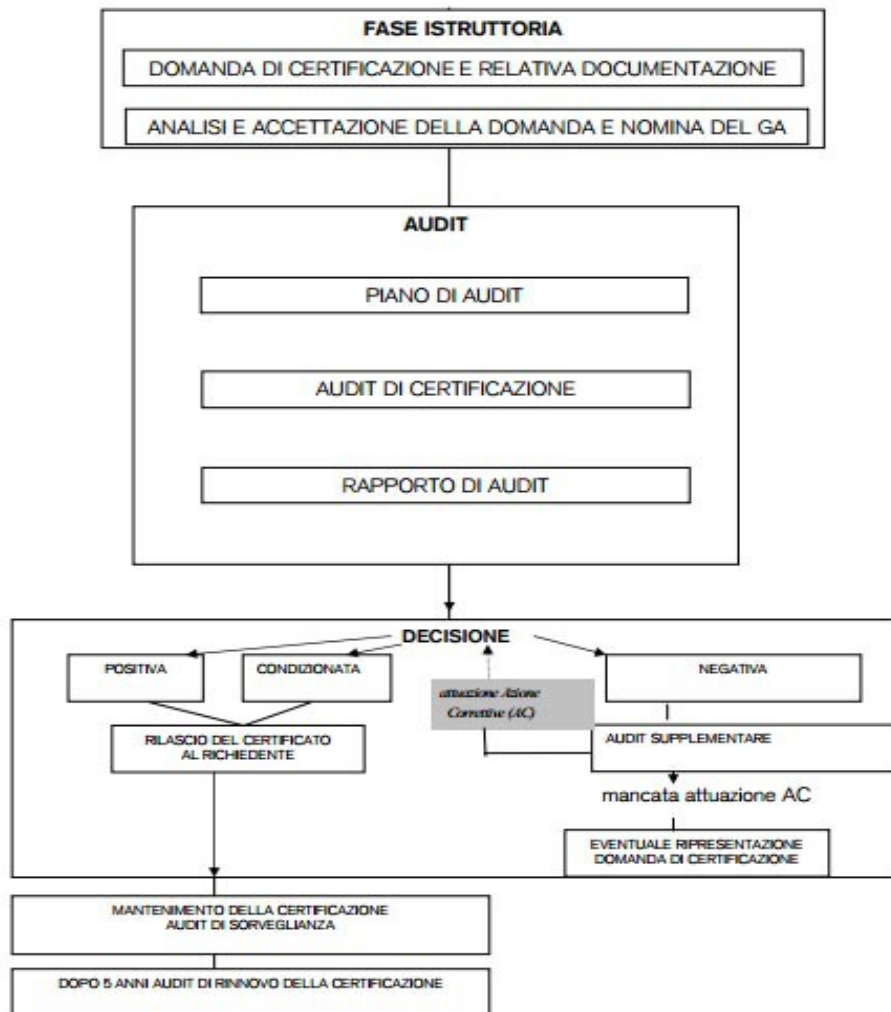 FASE ISTRUTTORIA
DOMANDA DI CERTIFICAZIONE E RELATIVA DOCUMENTAZIONE
ANALISI E ACCETTAZIONE DELLA DOMANDA E NOMINA DEL GA
AUDIT
PIANO DI AUDIT
AUDIT DI CERTIFICAZIONE
RAPPORTO DI AUDIT
DECISIONE
POSITIVA
CONDIZIONATA
attuazione Azione
Correttive (AC)
NEGATIVA
RILASCIO DEL CERTIFICATO
AL RICHIEDENTE
AUDIT SUPPLEMENTARE
mancata attuazione AC
EVENTUALE RIPRESENTAZIONE
DOMANDA DI CERTIFICAZIONE
MANTENIMENTO DELLA CERTIFICAZIONE
AUDIT DI SORVEGLIANZA
DOPO 5 ANNI AUDIT DI RINNOVO DELLA CERTIFICAZIONE